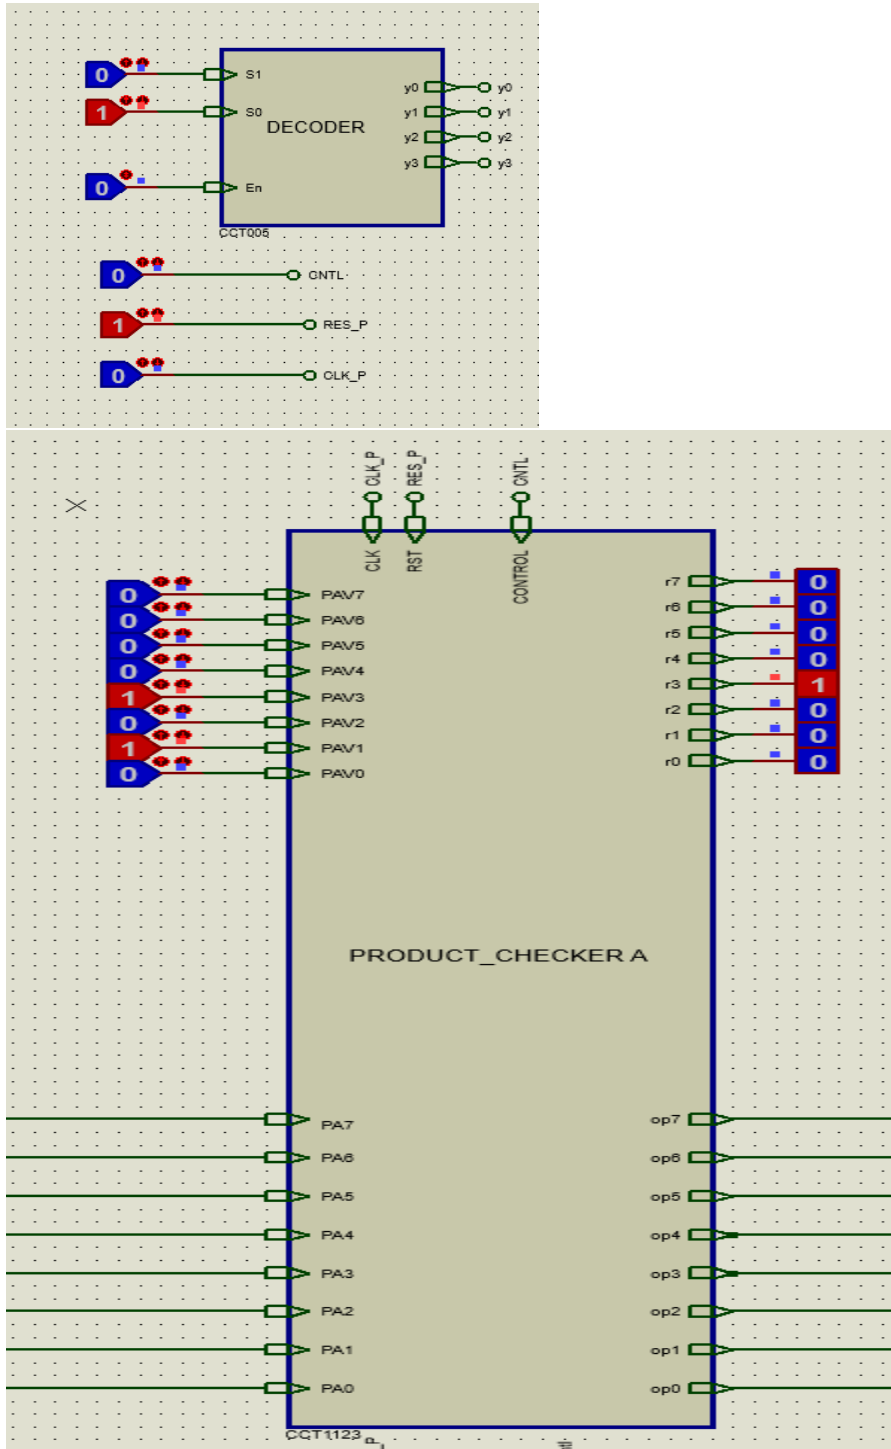 0 S1
y0 y0
1 S0
y1 y1
DECODER
y2 y2
y3 y3
0 En
CCT005
0 CNTL
1 RES_P
0 CLK_P
CLK_P RES_P CNTL
CLK RST CONTROL
r7 0
0 PAV7
r6 0
0 PAV6
r5 0
0 PAV5
r4 0
0 PAV4
r3 1
1 PAV3
r2 0
0 PAV2
r1 0
1 PAV1
r0 0
0 PAV0
PRODUCT_CHECKER A
PA7 op7
PA6 op6
PA5 op5
PA4 op4
PA3 op3
PA2 op2
PA1 op1
PA0 op0
CCT1123